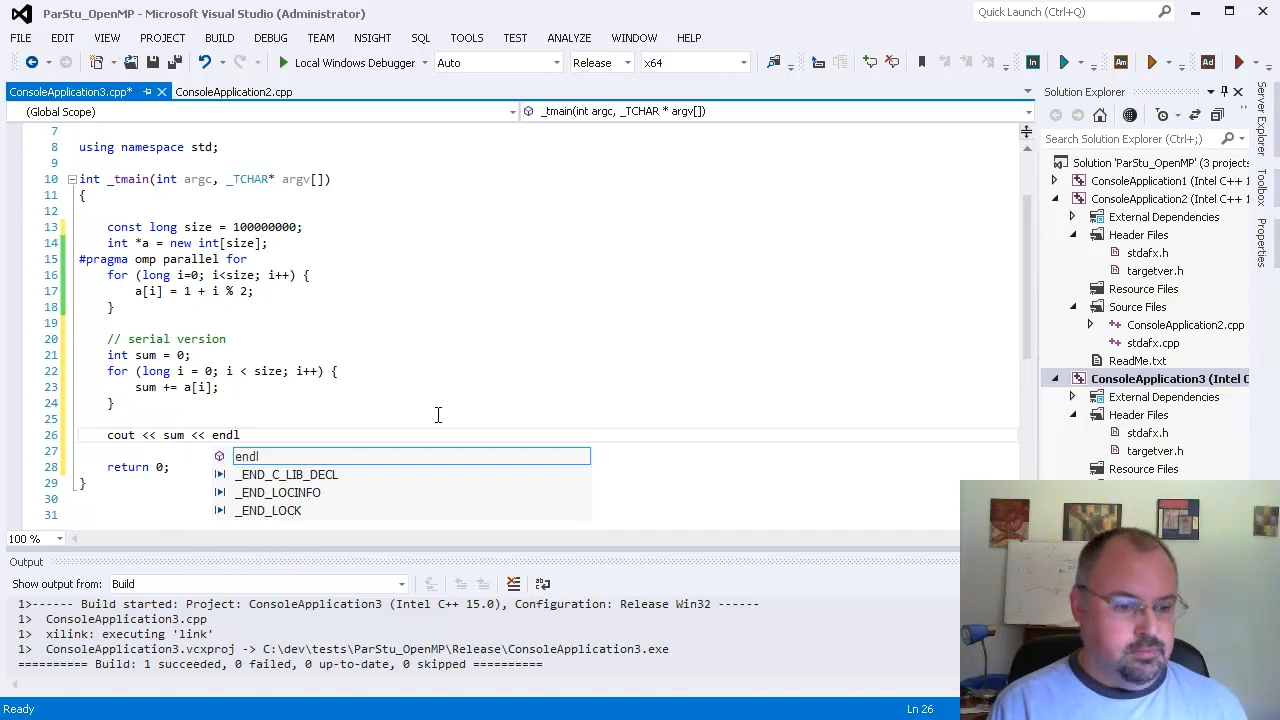 ParStu_OpenMP - Microsoft Visual Studio (Administrator)
Quick Launch (Ctrl+Q)
FILE EDIT VIEW PROJECT BUILD DEBUG TEAM NSIGHT SQL TOOLS TEST ANALYZE WINDOW HELP
Local Windows Debugger Auto Release x64 In Am Ad
ConsoleApplication3.cpp* ConsoleApplication2.cpp
(Global Scope) _tmain(int argc, _TCHAR * argv[])
7
8 using namespace std;
9
10 int _tmain(int argc, _TCHAR* argv[])
11 {
12
13 const long size = 100000000;
14 int *a = new int[size];
15 #pragma omp parallel for
16 for (long i=0; i<size; i++) {
17 a[i] = 1 + i % 2;
18 }
19
20 // serial version
21 int sum = 0;
22 for (long i = 0; i < size; i++) {
23 sum += a[i];
24 }
25
26 cout << sum << endl
27
28 return 0;
29 }
30
31
endl
_END_C_LIB_DECL
_END_LOCINFO
_END_LOCK
100 %
Output
Show output from: Build
1>------ Build started: Project: ConsoleApplication3 (Intel C++ 15.0), Configuration: Release Win32 ------
1> ConsoleApplication3.cpp
1> xilink: executing 'link'
1> ConsoleApplication3.vcxproj -> C:\dev\tests\ParStu_OpenMP\Release\ConsoleApplication3.exe
========== Build: 1 succeeded, 0 failed, 0 up-to-date, 0 skipped ==========
Ready
Ln 26
Solution Explorer
Search Solution Explorer (Ctrl+;)
Solution 'ParStu_OpenMP' (3 projects
ConsoleApplication1 (Intel C++ 1
ConsoleApplication2 (Intel C++ 1
External Dependencies
Header Files
stdafx.h
targetver.h
Resource Files
Source Files
ConsoleApplication2.cpp
stdafx.cpp
ReadMe.txt
ConsoleApplication3 (Intel C
External Dependencies
Header Files
stdafx.h
targetver.h
Resource Files
Server Explorer
Toolbox
Properties